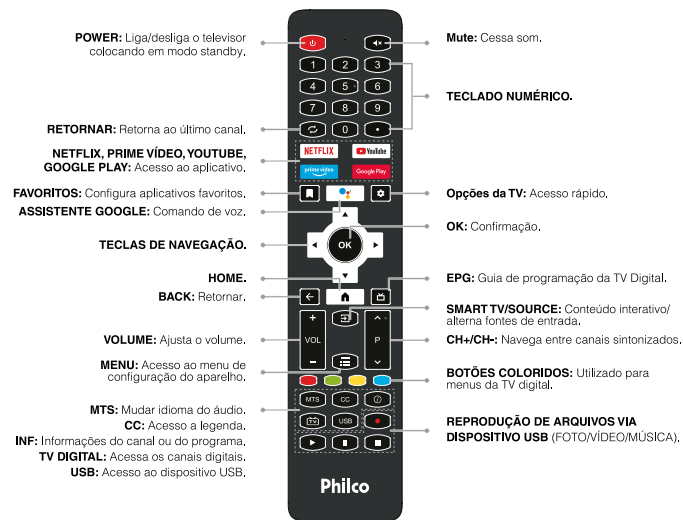 POWER: Liga/desliga o televisor
colocando em modo standby.
RETORNAR: Retorna ao último canal.
NETFLIX, PRIME VÍDEO, YOUTUBE,
GOOGLE PLAY: Acesso ao aplicativo.
FAVORITOS: Configura aplicativos favoritos.
ASSISTENTE GOOGLE: Comando de voz.
TECLAS DE NAVEGAÇÃO.
HOME.
BACK: Retornar.
VOLUME: Ajusta o volume.
MENU: Acesso ao menu de
configuração do aparelho.
MTS: Mudar idioma do áudio.
CC: Acesso a legenda.
INF: Informações do canal ou do programa.
TV DIGITAL: Acessa os canais digitais.
USB: Acesso ao dispositivo USB.
1 2 3
4 5 6
7 8 9
0
NETFLIX YouTube
prime video Google Play
OK
+
VOL P
-
MTS CC
USB
Philco
Mute: Cessa som.
TECLADO NUMÉRICO.
Opções da TV: Acesso rápido.
OK: Confirmação.
EPG: Guia de programação da TV Digital.
SMART TV/SOURCE: Conteúdo interativo/
alterna fontes de entrada.
CH+/CH-: Navega entre canais sintonizados.
BOTÕES COLORIDOS: Utilizado para
menus da TV digital.
REPRODUÇÃO DE ARQUIVOS VIA
DISPOSITIVO USB (FOTO/VÍDEO/MÚSICA).